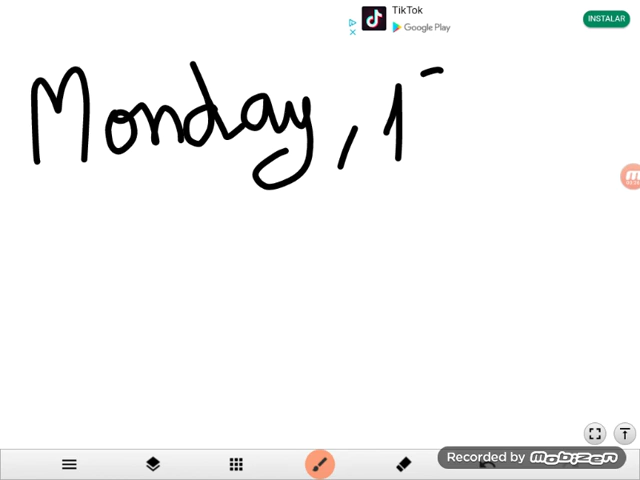 TikTok
Google Play
INSTALAR
Monday, 1
Recorded by mobizen